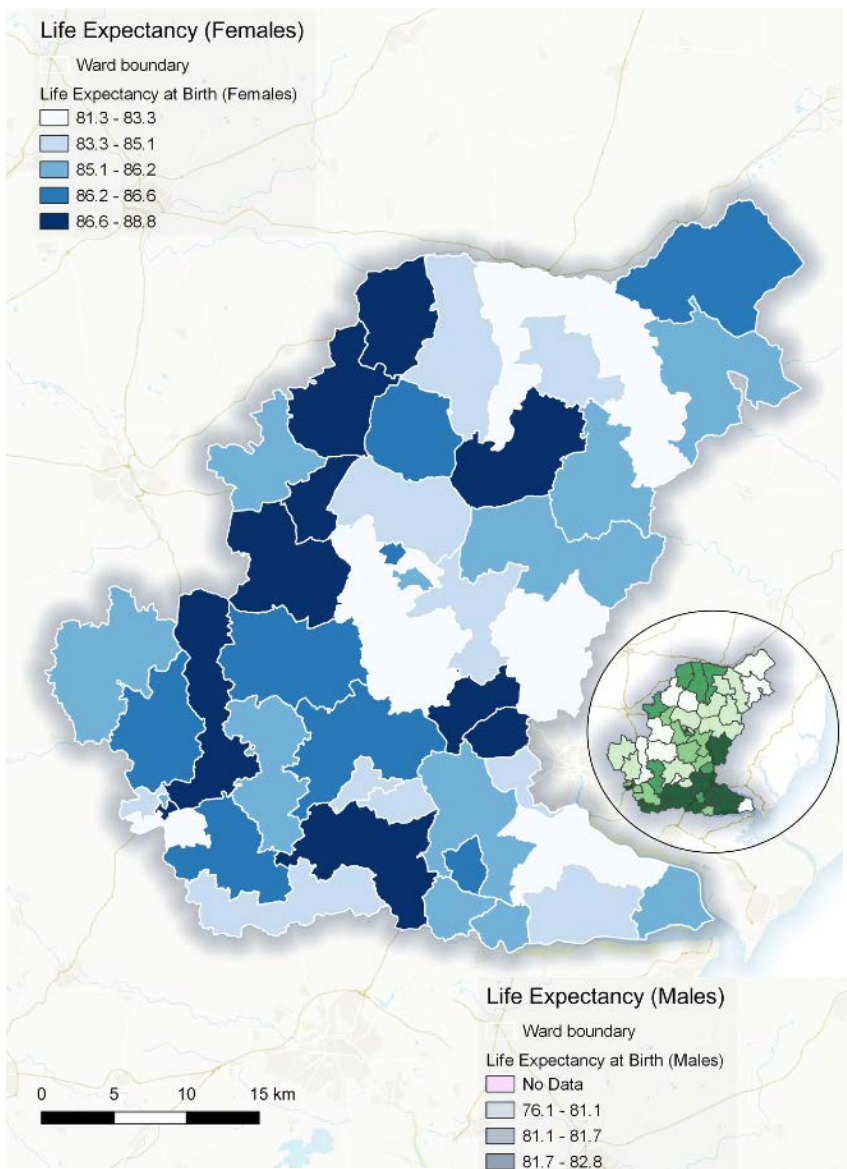 Life Expectancy (Females)
Ward boundary
Life Expectancy at Birth (Females)
81.3 - 83.3
83.3 - 85.1
85.1 - 86.2
86.2 - 86.6
86.6 - 88.8
Life Expectancy (Males)
Ward boundary
Life Expectancy at Birth (Males)
No Data
76.1 - 81.1
81.1 - 81.7
81.7 - 82.8
0 5 10 15 km